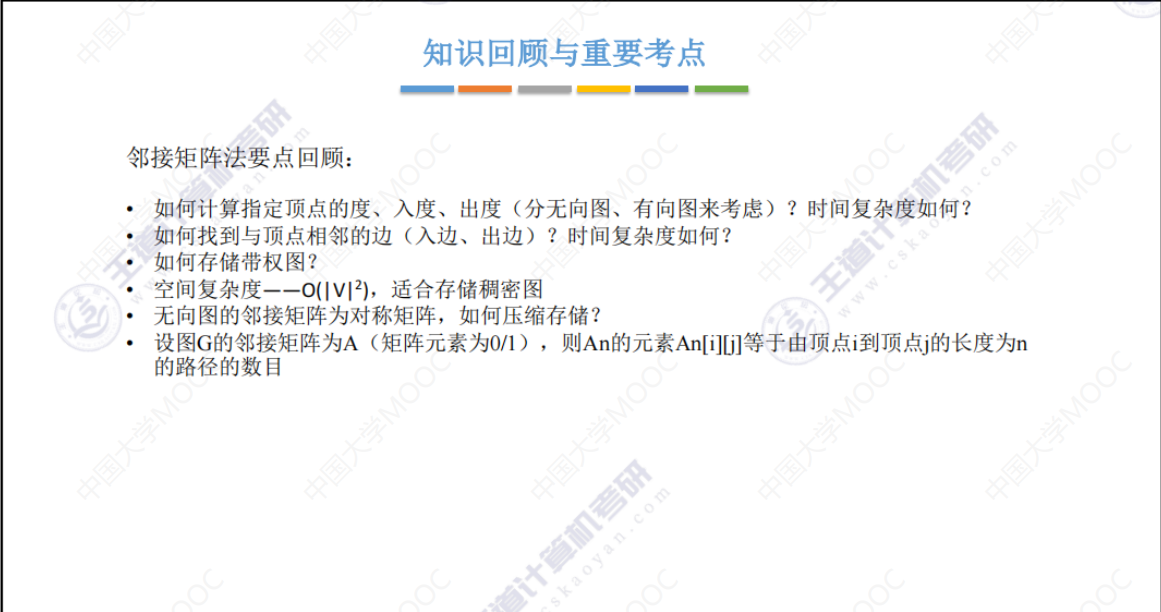 知识回顾与重要考点
邻接矩阵法要点回顾：
• 如何计算指定顶点的度、入度、出度（分无向图、有向图来考虑）？时间复杂度如何？
• 如何找到与顶点相邻的边（入边、出边）？时间复杂度如何？
• 如何存储带权图？
• 空间复杂度——O(|V|²)，适合存储稠密图
• 无向图的邻接矩阵为对称矩阵，如何压缩存储？
• 设图G的邻接矩阵为A（矩阵元素为0/1），则An的元素An[i][j]等于由顶点i到顶点j的长度为n
的路径的数目
中国大学MOOC
王道计算机考研
www.cskaoyan.com